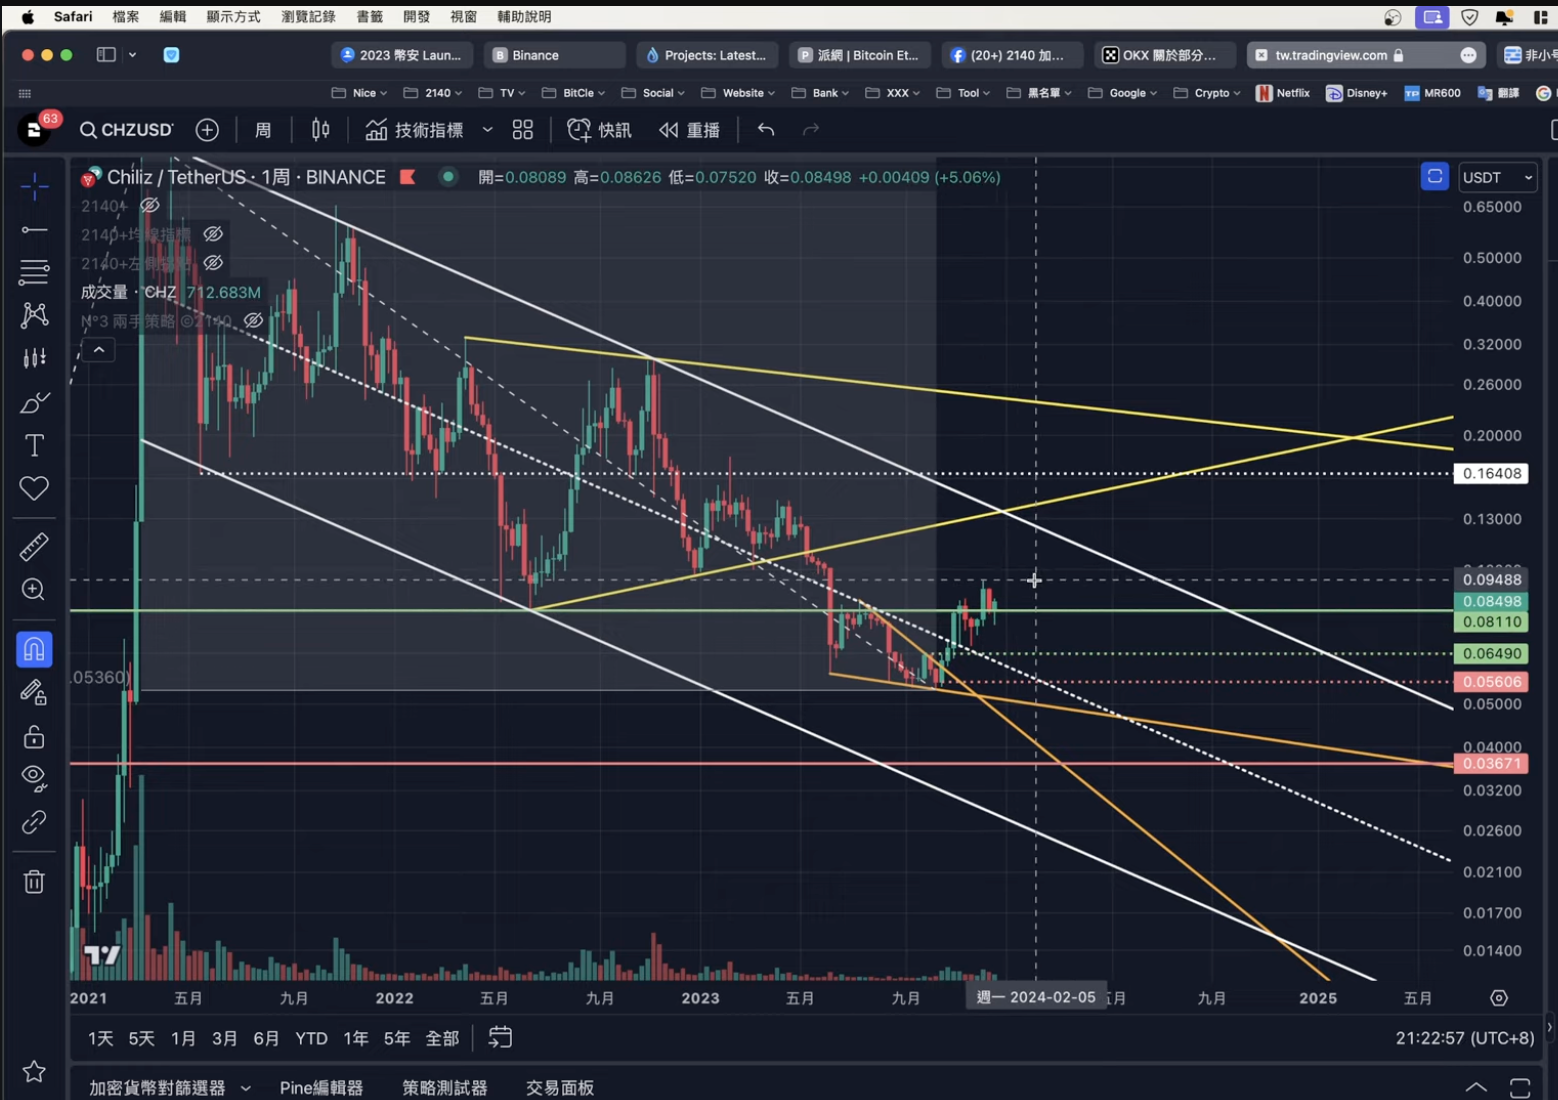 Safari 檔案 編輯 顯示方式 瀏覽記錄 書籤 開發 視窗 輔助說明
2023 幣安 Laun... Binance Projects: Latest... 派網 | Bitcoin Et... (20+) 2140 加... OKX 關於部分... tw.tradingview.com 非小
Nice 2140 TV BitCle Social Website Bank XXX Tool 黑名單 Google Crypto Netflix Disney+ MR600 翻譯
63 CHZUSD 周 技術指標 快訊 重播
Chiliz / TetherUS · 1周 · BINANCE 開=0.08089 高=0.08626 低=0.07520 收=0.08498 +0.00409 (+5.06%)
USDT
2140+
2140+均線指標
2140+左側
成交量 · CHZ 712.683M
Nº3 兩手策略 ©2140
0.65000
0.50000
0.40000
0.32000
0.26000
0.20000
0.16408
0.13000
0.09488
0.08498
0.08110
0.06490
.05360)
0.05606
0.05000
0.04000
0.03671
0.03200
0.02600
0.02100
0.01700
0.01400
2021 五月 九月 2022 五月 九月 2023 五月 九月 週一 2024-02-05 九月 2025 五月
1天 5天 1月 3月 6月 YTD 1年 5年 全部 21:22:57 (UTC+8)
加密貨幣對篩選器 Pine編輯器 策略測試器 交易面板